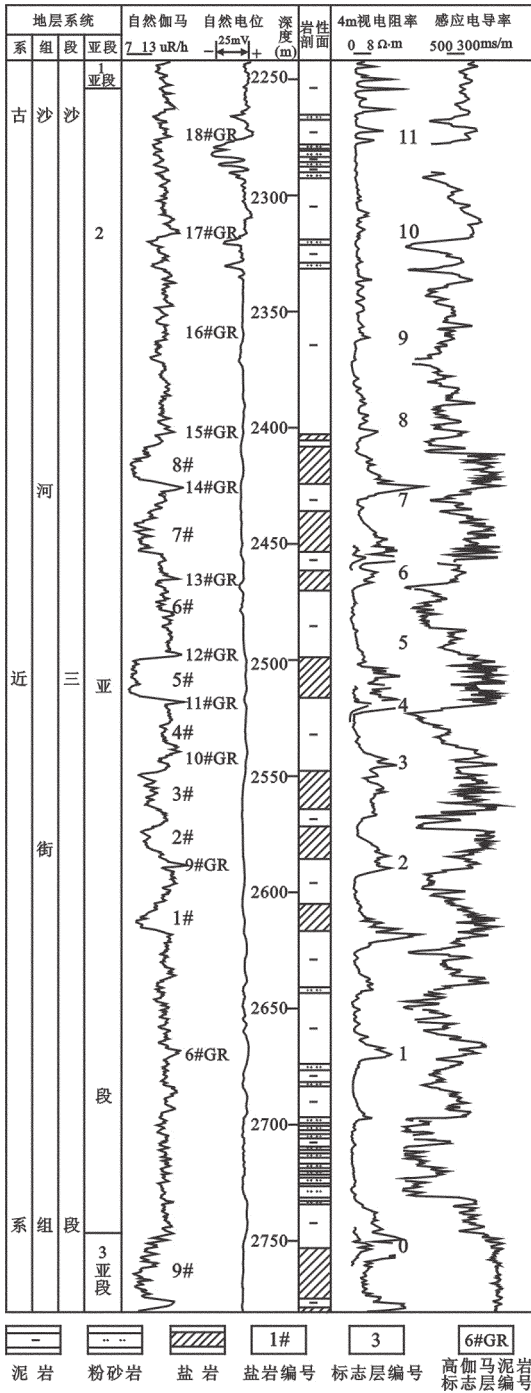 地层系统 自然伽马 自然电位 深度(m) 岩性剖面 4m视电阻率 感应电导率
系 组 段 亚段 7 13 uR/h − 25mV + 0 8 Ω·m 500 300ms/m
1亚段
2250
古 沙 沙
18#GR 11
2300
2 17#GR 10
2350
16#GR 9
15#GR 2400 8
8#
河 14#GR 7
7# 2450
13#GR 6
6#
12#GR 2500 5
近 三 亚 5#
11#GR 4
4#
10#GR 2550 3
3#
2#
街 9#GR 2
2600
1#
2650
6#GR 1
段 2700
系 组 段 2750 0
3亚段 9#
1# 3 6#GR
泥岩 粉砂岩 盐岩 盐岩编号 标志层编号 高伽马泥岩标志层编号